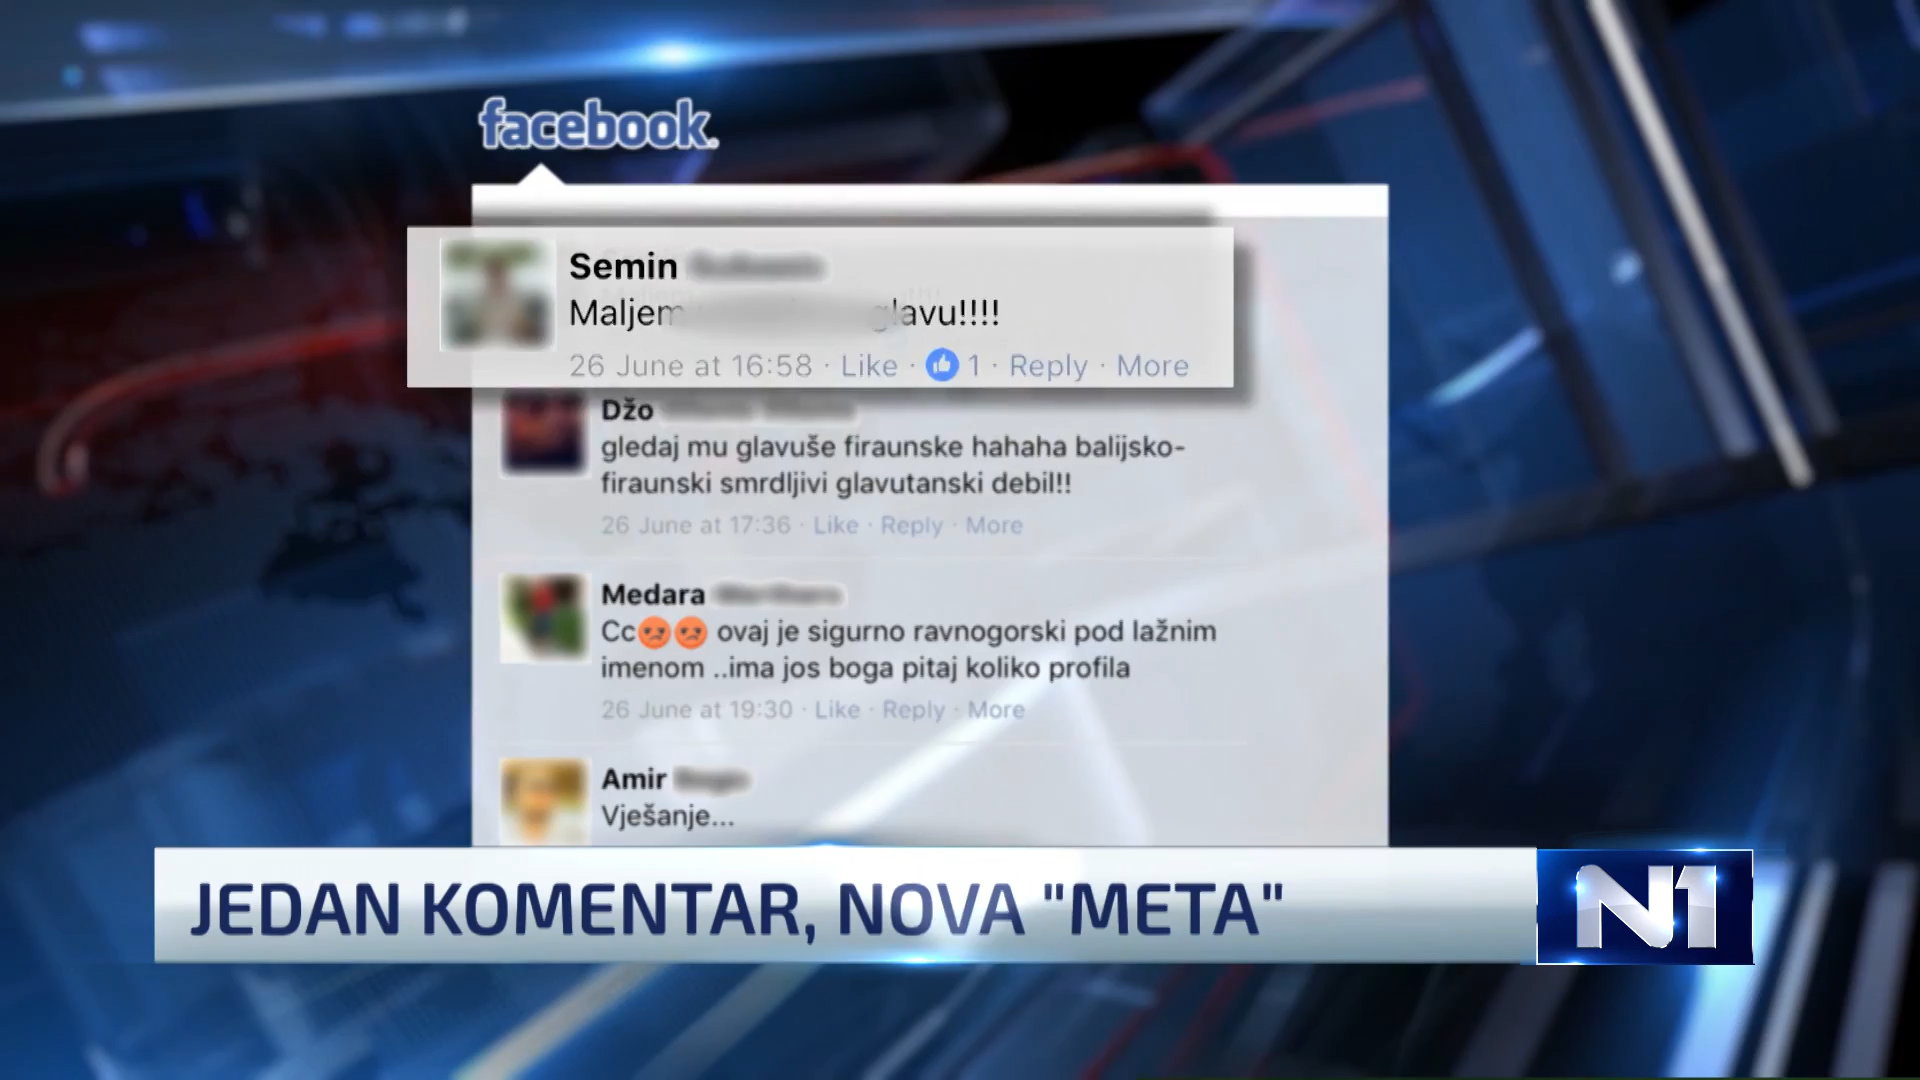 facebook.
Semin
Maljem glavu!!!!
26 June at 16:58 · Like · 1 · Reply · More
Džo
gledaj mu glavuše firaunske hahaha balijsko-
firaunski smrdljivi glavutanski debil!!
26 June at 17:36 · Like · Reply · More
Medara
Cc😡😡 ovaj je sigurno ravnogorski pod lažnim
imenom ..ima jos boga pitaj koliko profila
26 June at 19:30 · Like · Reply · More
Amir
Vješanje...
JEDAN KOMENTAR, NOVA "META"
N1